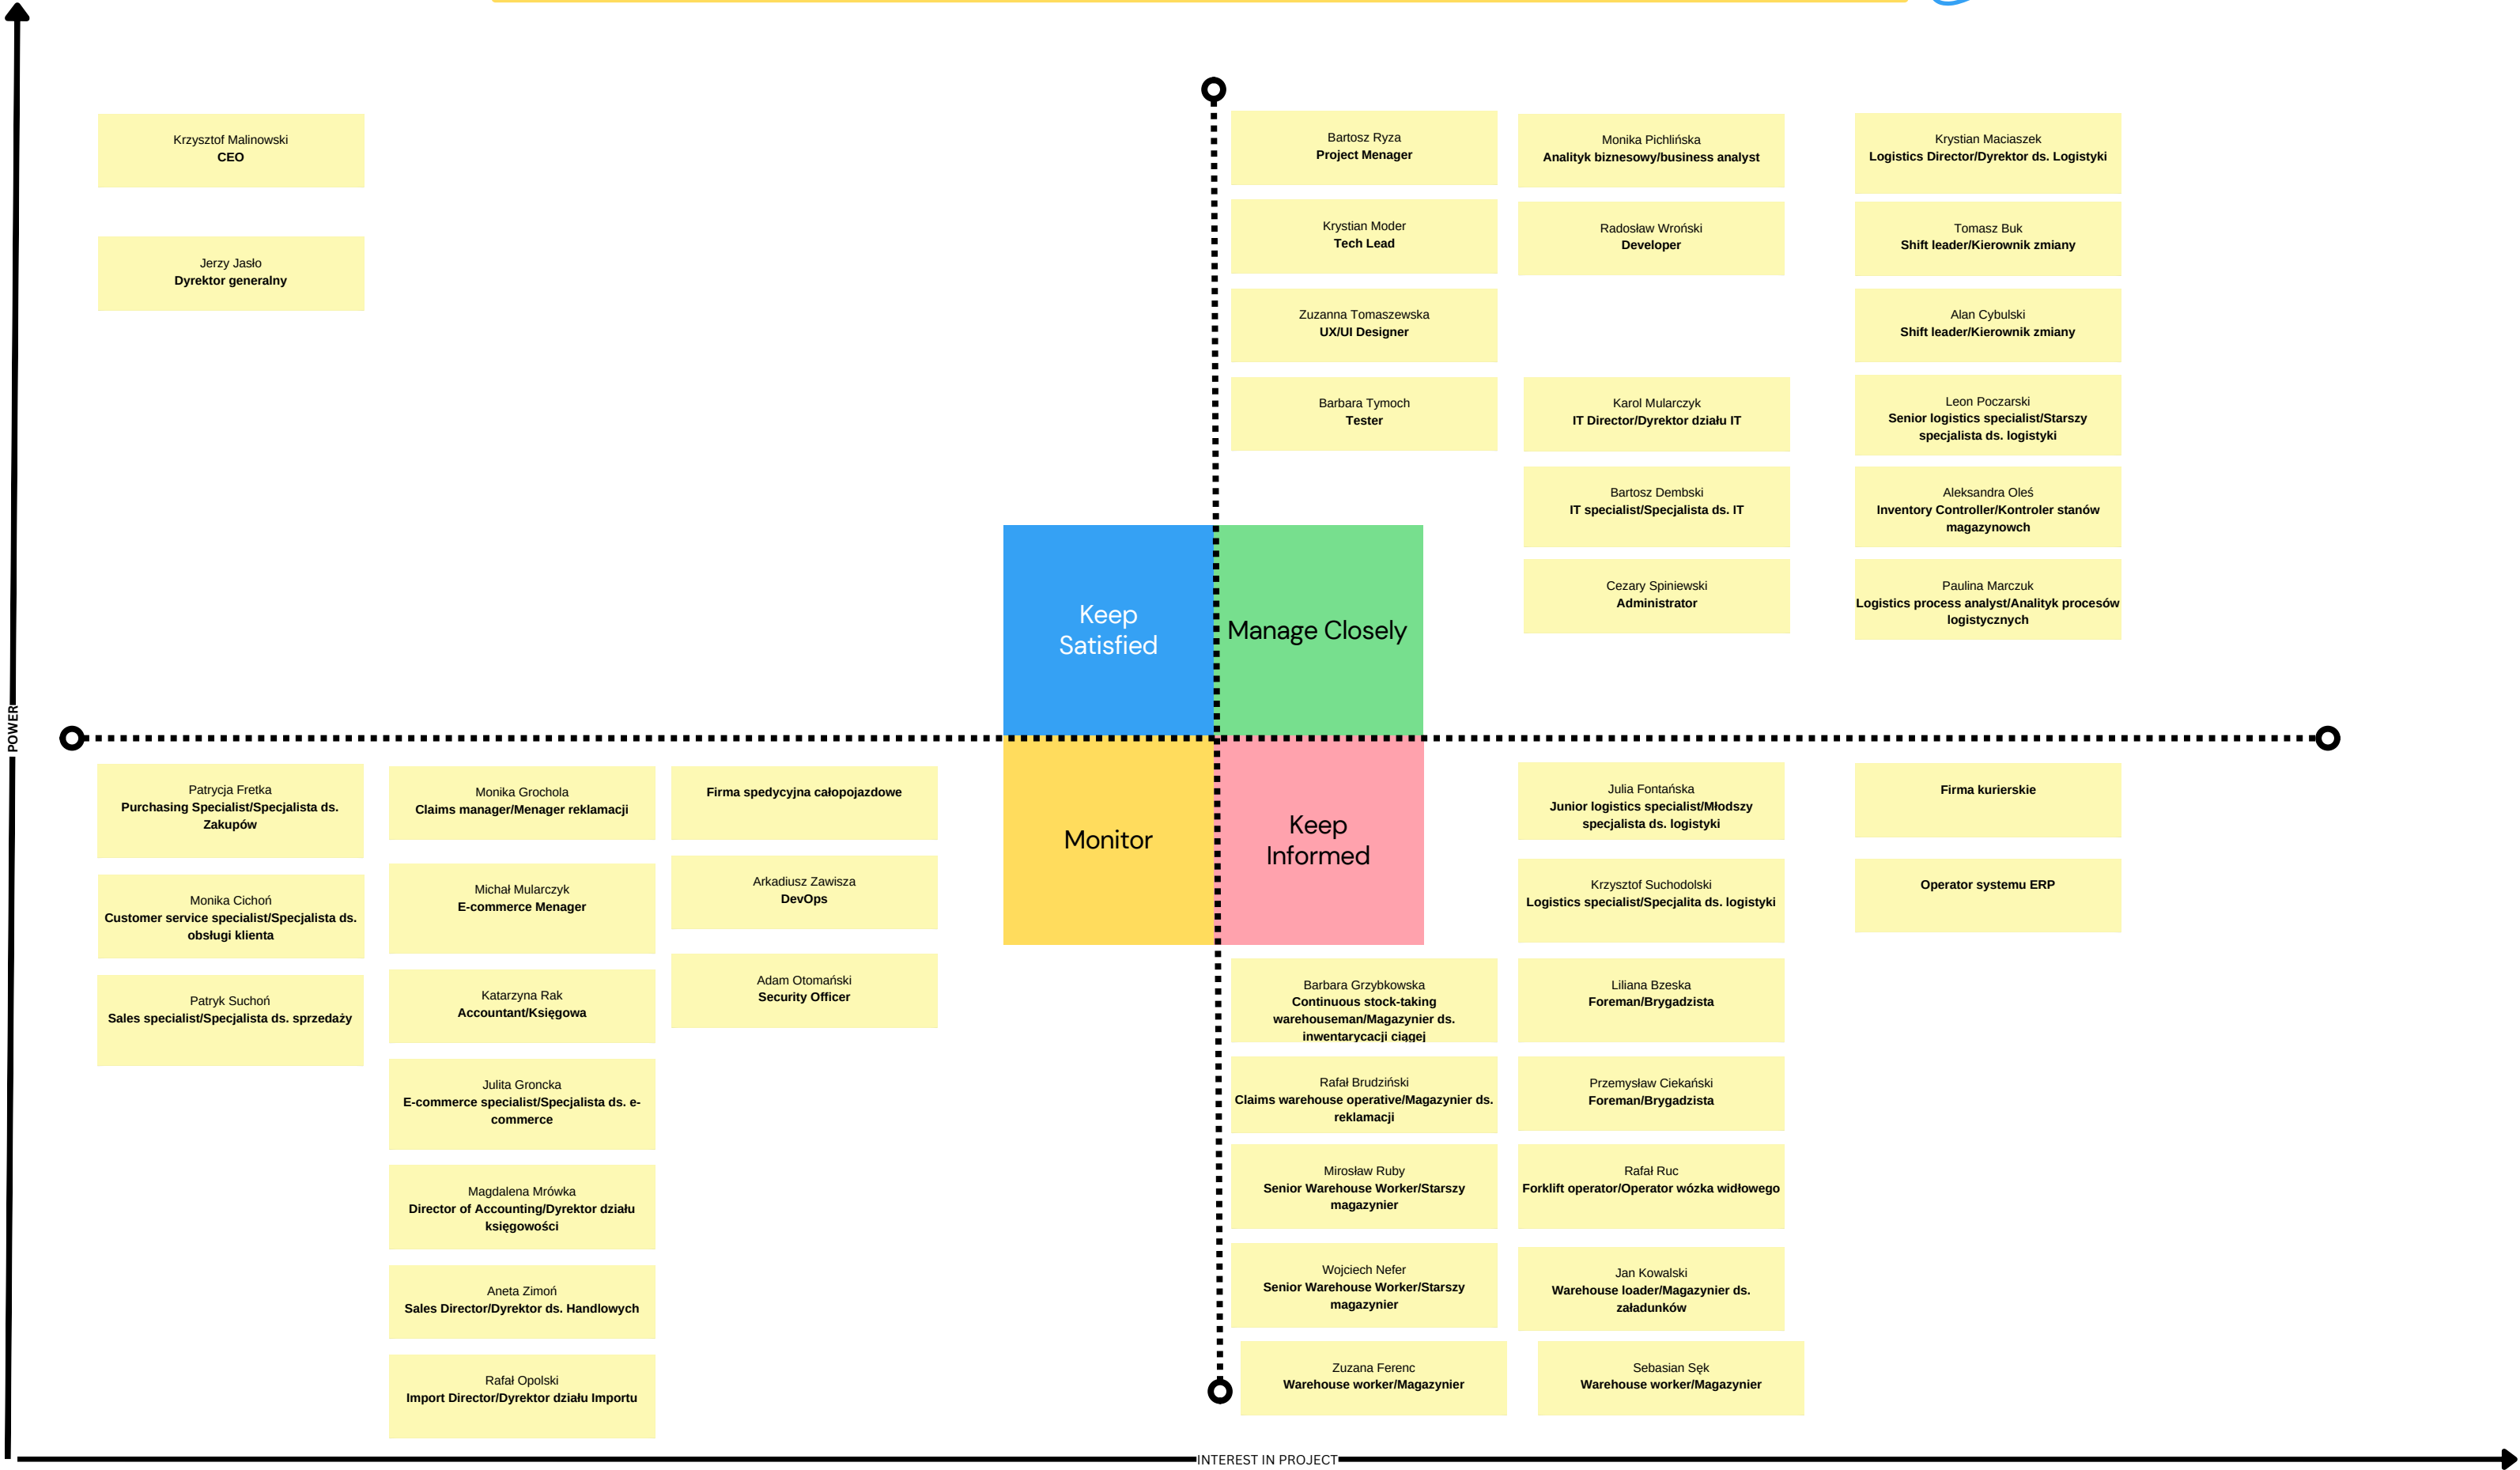 Krzysztof Malinowski
CEO
Jerzy Jasło
Dyrektor generalny
Bartosz Ryza
Project Menager
Krystian Moder
Tech Lead
Zuzanna Tomaszewska
UX/UI Designer
Barbara Tymoch
Tester
Monika Pichlińska
Analityk biznesowy/business analyst
Radosław Wroński
Developer
Karol Mularczyk
IT Director/Dyrektor działu IT
Bartosz Dembski
IT specialist/Specjalista ds. IT
Cezary Spiniewski
Administrator
Krystian Maciaszek
Logistics Director/Dyrektor ds. Logistyki
Tomasz Buk
Shift leader/Kierownik zmiany
Alan Cybulski
Shift leader/Kierownik zmiany
Leon Poczarski
Senior logistics specialist/Starszy
specjalista ds. logistyki
Aleksandra Oleś
Inventory Controller/Kontroler stanów
magazynowch
Paulina Marczuk
Logistics process analyst/Analityk procesów
logistycznych
Keep
Satisfied
Manage Closely
Monitor
Keep
Informed
POWER
Patrycja Fretka
Purchasing Specialist/Specjalista ds.
Zakupów
Monika Cichoń
Customer service specialist/Specjalista ds.
obsługi klienta
Patryk Suchoń
Sales specialist/Specjalista ds. sprzedaży
Monika Grochola
Claims manager/Menager reklamacji
Michał Mularczyk
E-commerce Menager
Katarzyna Rak
Accountant/Księgowa
Julita Groncka
E-commerce specialist/Specjalista ds. e-
commerce
Magdalena Mrówka
Director of Accounting/Dyrektor działu
księgowości
Aneta Zimoń
Sales Director/Dyrektor ds. Handlowych
Rafał Opolski
Import Director/Dyrektor działu Importu
Firma spedycyjna całopojazdowe
Arkadiusz Zawisza
DevOps
Adam Otomański
Security Officer
Barbara Grzybkowska
Continuous stock-taking
warehouseman/Magazynier ds.
inwentarycacji ciągej
Rafał Brudziński
Claims warehouse operative/Magazynier ds.
reklamacji
Mirosław Ruby
Senior Warehouse Worker/Starszy
magazynier
Wojciech Nefer
Senior Warehouse Worker/Starszy
magazynier
Zuzana Ferenc
Warehouse worker/Magazynier
Julia Fontańska
Junior logistics specialist/Młodszy
specjalista ds. logistyki
Krzysztof Suchodolski
Logistics specialist/Specjalita ds. logistyki
Liliana Bzeska
Foreman/Brygadzista
Przemysław Ciekański
Foreman/Brygadzista
Rafał Ruc
Forklift operator/Operator wózka widłowego
Jan Kowalski
Warehouse loader/Magazynier ds.
załadunków
Sebasian Sęk
Warehouse worker/Magazynier
Firma kurierskie
Operator systemu ERP
INTEREST IN PROJECT